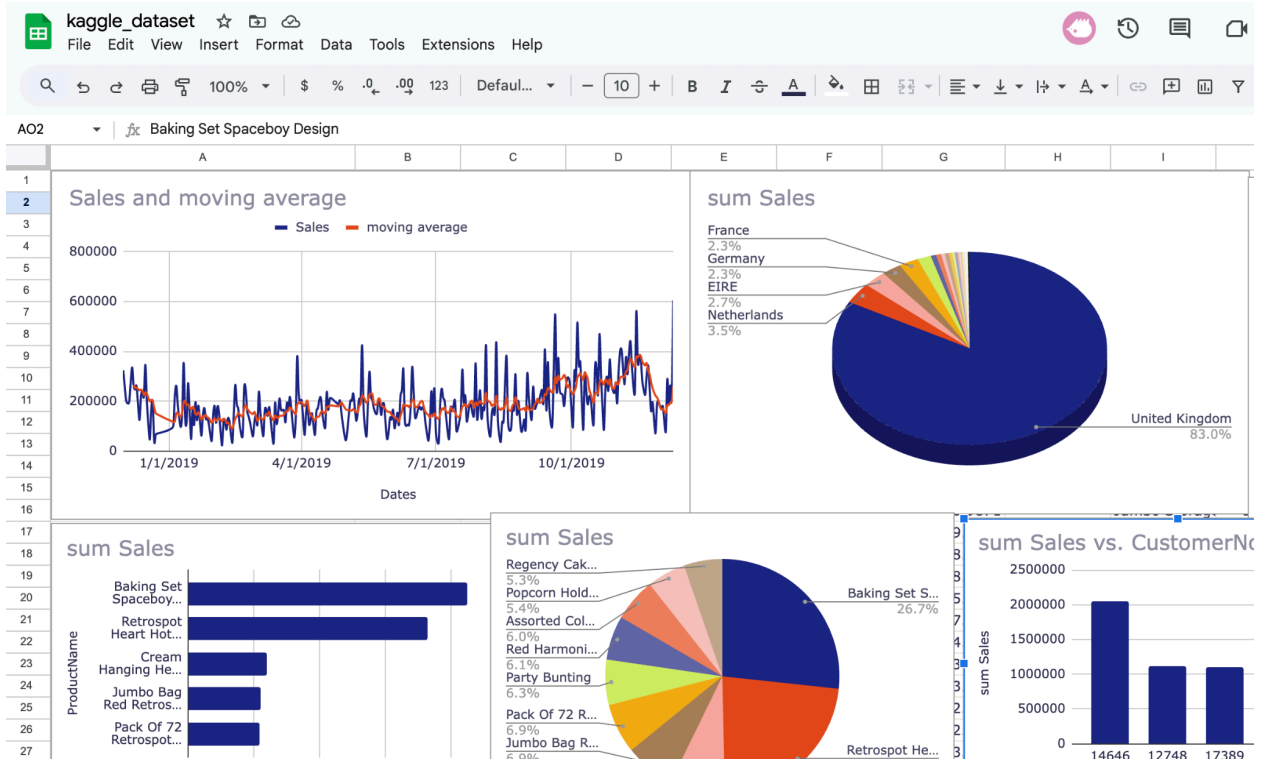 kaggle_dataset
File Edit View Insert Format Data Tools Extensions Help
100% $ % .0 .00 123 Defaul... − 10 + B I A
AO2 fx Baking Set Spaceboy Design
A B C D E F G H I
1
2
3
4
5
6
7
8
9
10
11
12
13
14
15
16
17
18
19
20
21
22
23
24
25
26
27
Sales and moving average
Sales moving average
800000
600000
400000
200000
0
1/1/2019 4/1/2019 7/1/2019 10/1/2019
Dates
sum Sales
France
2.3%
Germany
2.3%
EIRE
2.7%
Netherlands
3.5%
United Kingdom
83.0%
sum Sales
ProductName
Baking Set
Spaceboy...
Retrospot
Heart Hot...
Cream
Hanging He...
Jumbo Bag
Red Retros...
Pack Of 72
Retrospot...
sum Sales
Regency Cak...
5.3%
Popcorn Hold...
5.4%
Assorted Col...
6.0%
Red Harmoni...
6.1%
Party Bunting
6.3%
Pack Of 72 R...
6.9%
Jumbo Bag R...
6.9%
Baking Set S...
26.7%
Retrospot He...
sum Sales vs. CustomerNo
sum Sales
2500000
2000000
1500000
1000000
500000
0
14646 12748 17389